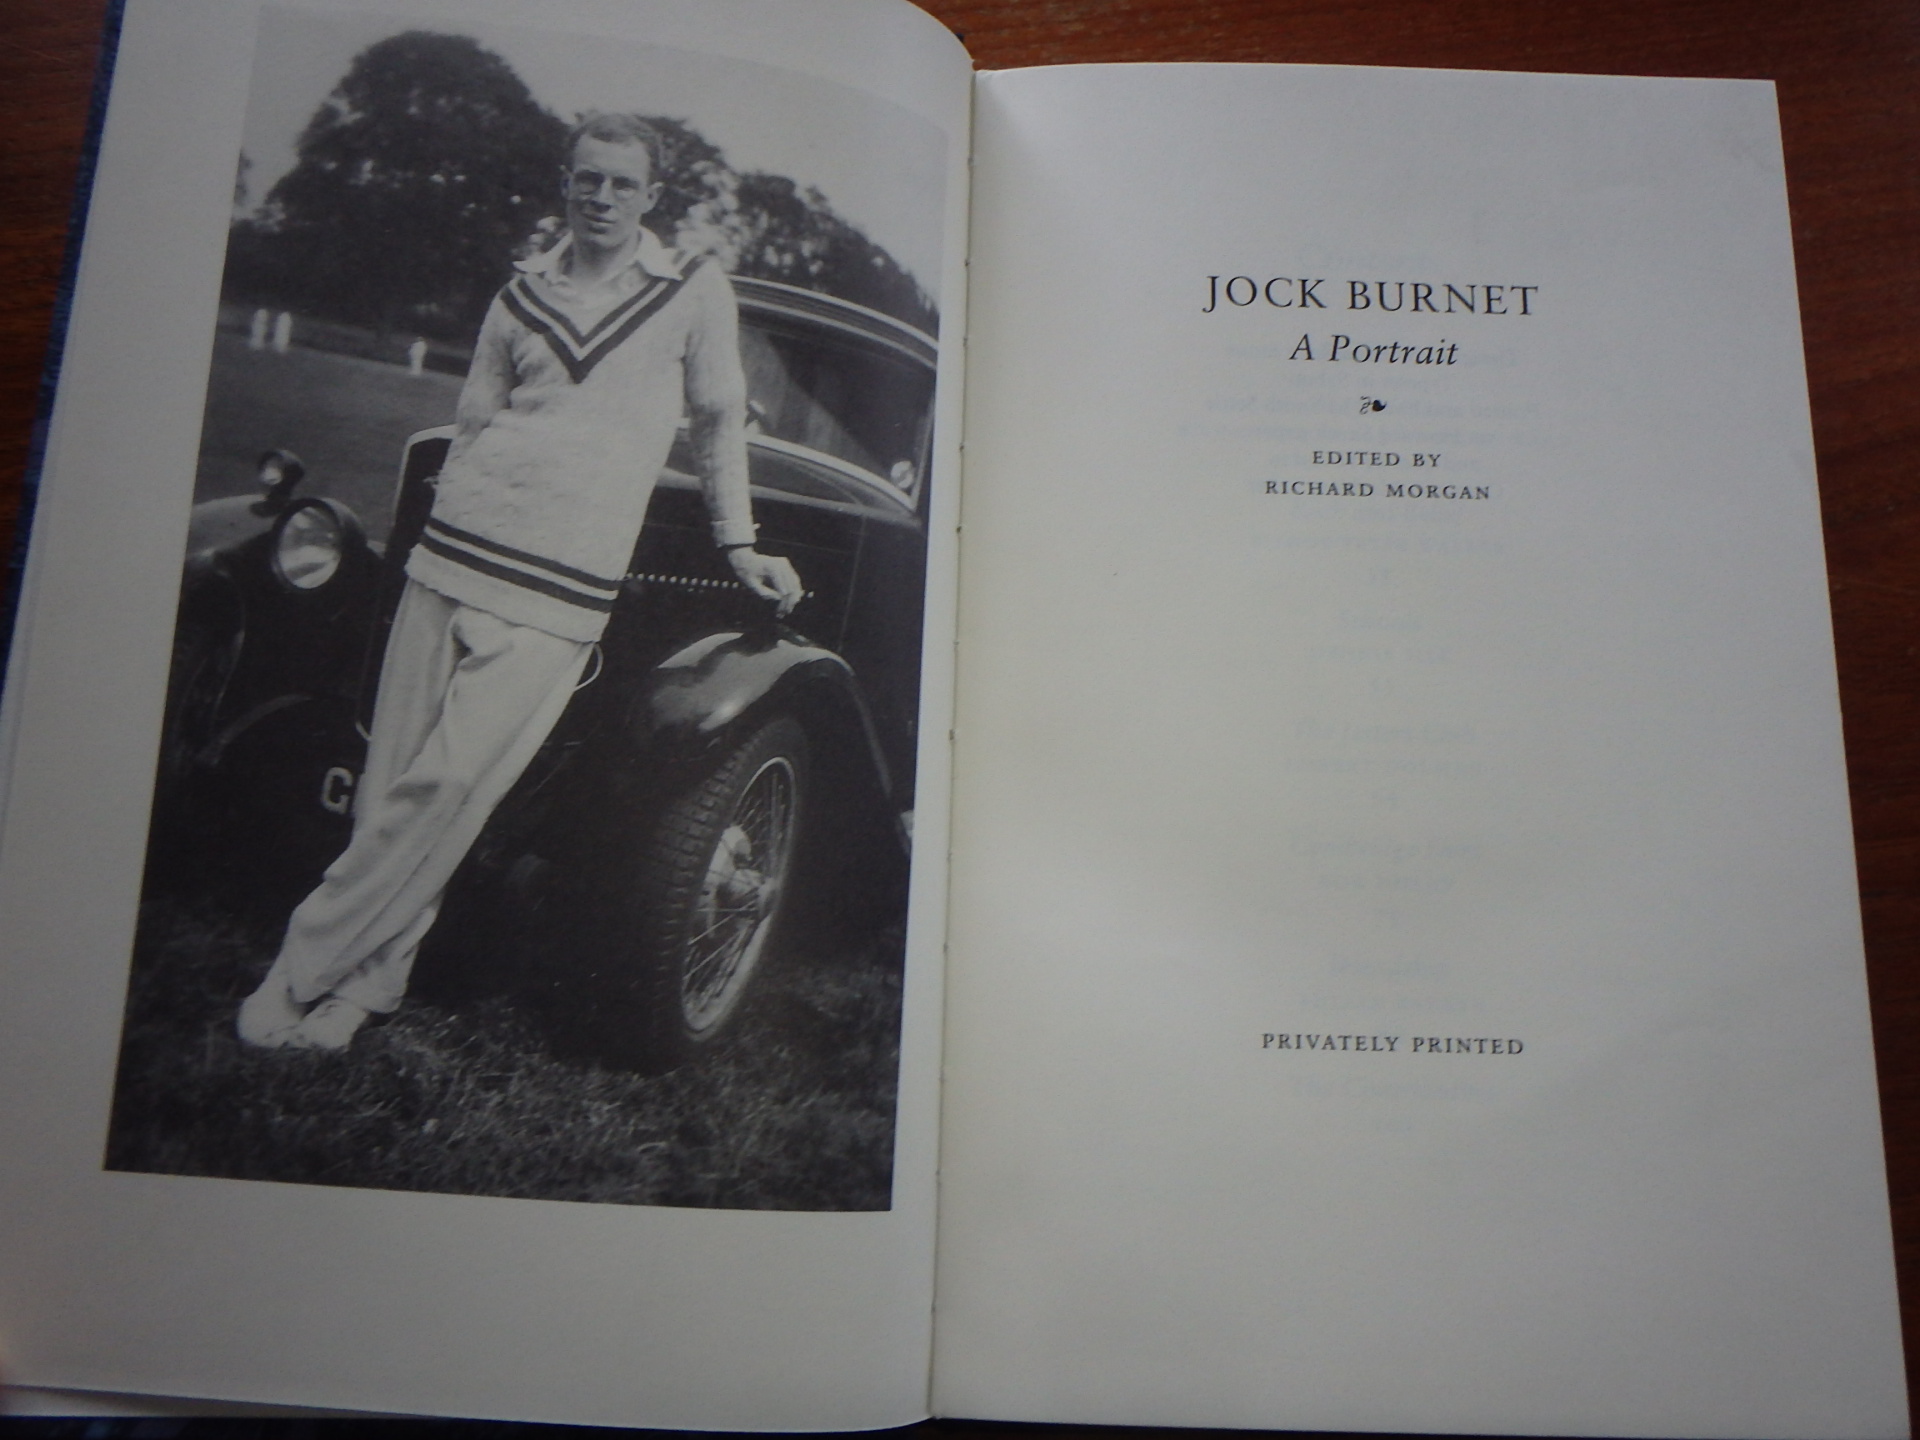 JOCK BURNET
A Portrait
EDITED BY
RICHARD MORGAN
PRIVATELY PRINTED